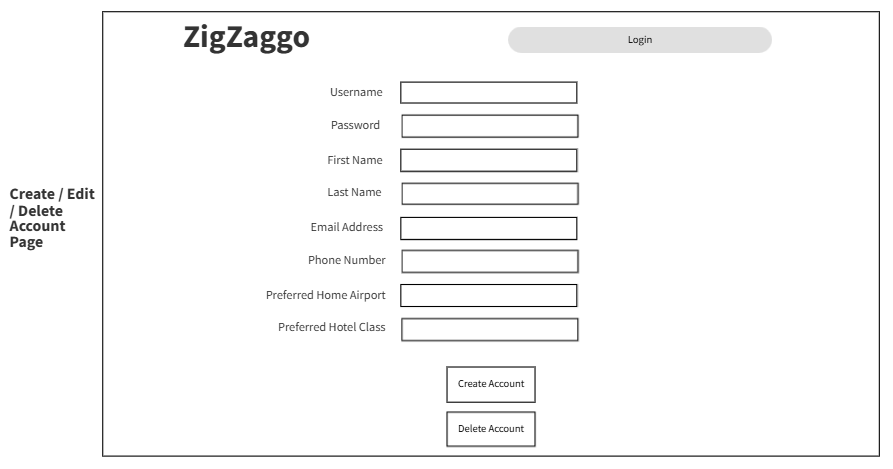 ZigZaggo
Login
Username
Password
First Name
Last Name
Create / Edit
/ Delete
Account
Page
Email Address
Phone Number
Preferred Home Airport
Preferred Hotel Class
Create Account
Delete Account